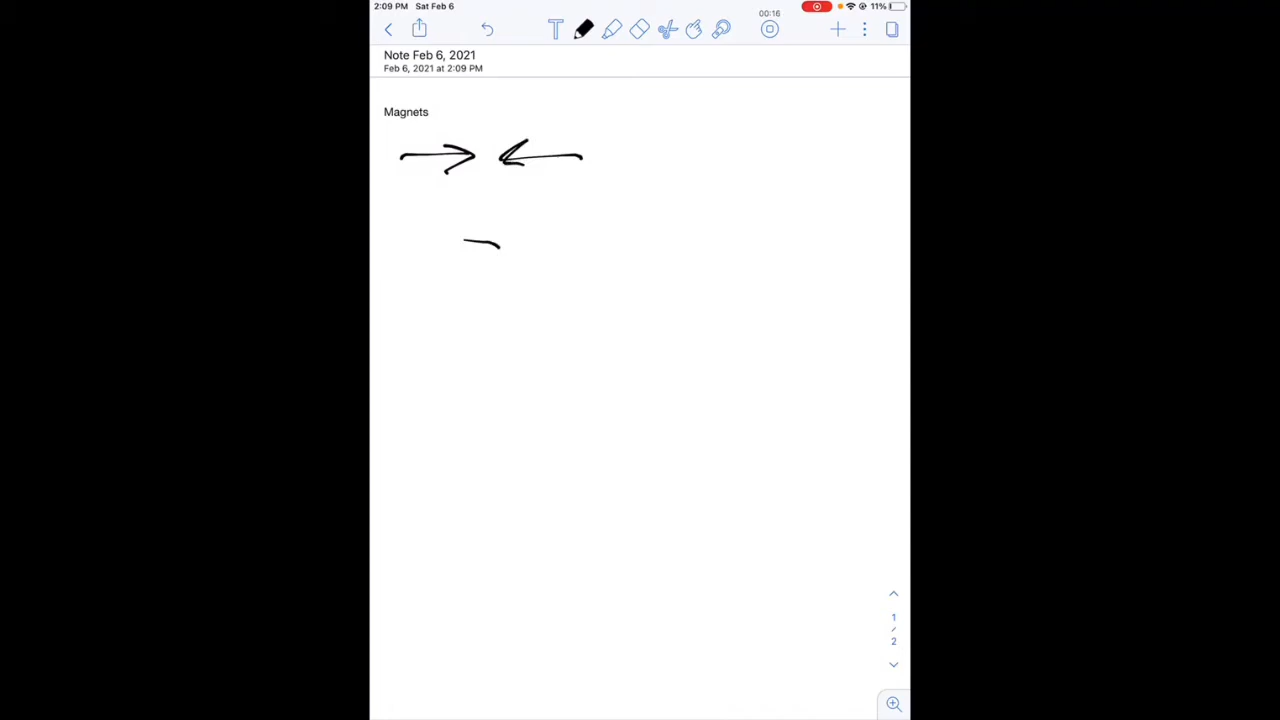 2:09 PM Sat Feb 6
00:16
11%
T
Note Feb 6, 2021
Feb 6, 2021 at 2:09 PM
Magnets
1
/
2